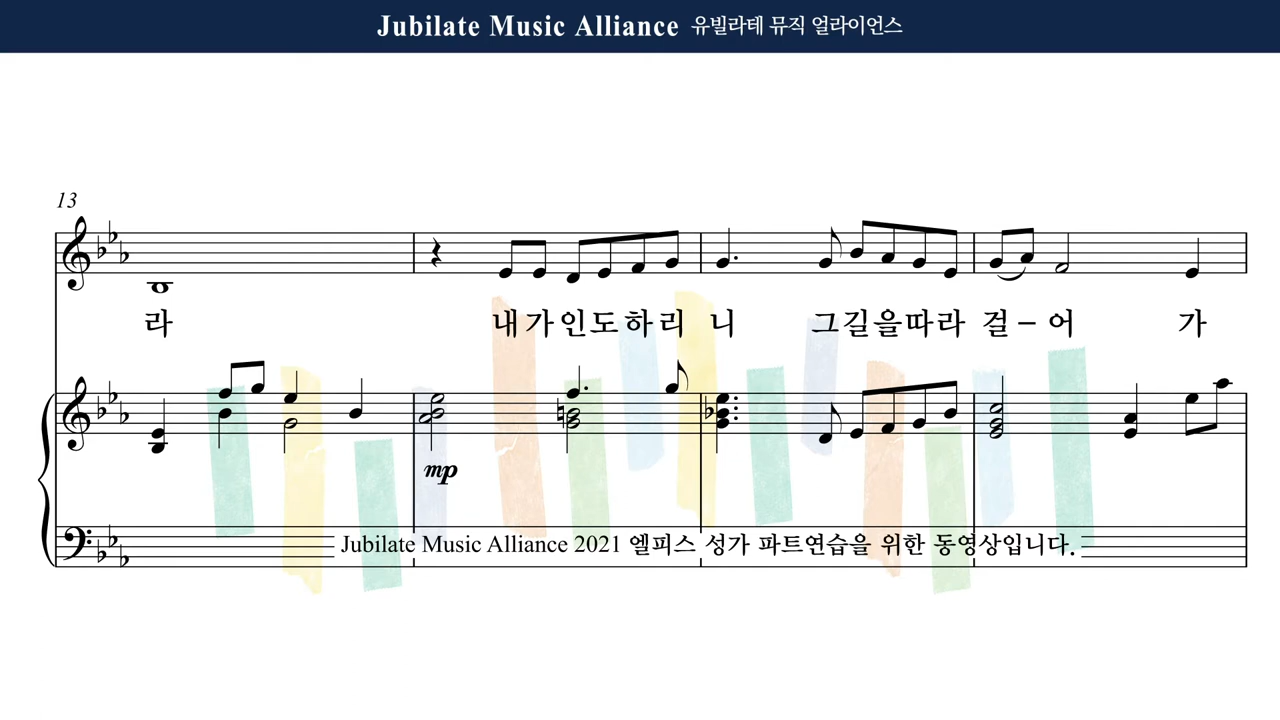 Jubilate Music Alliance 유빌라테 뮤직 얼라이언스
13
라 내가인도하리 니 그길을따라 걸 – 어 가
mp
Jubilate Music Alliance 2021 엘피스 성가 파트연습을 위한 동영상입니다.